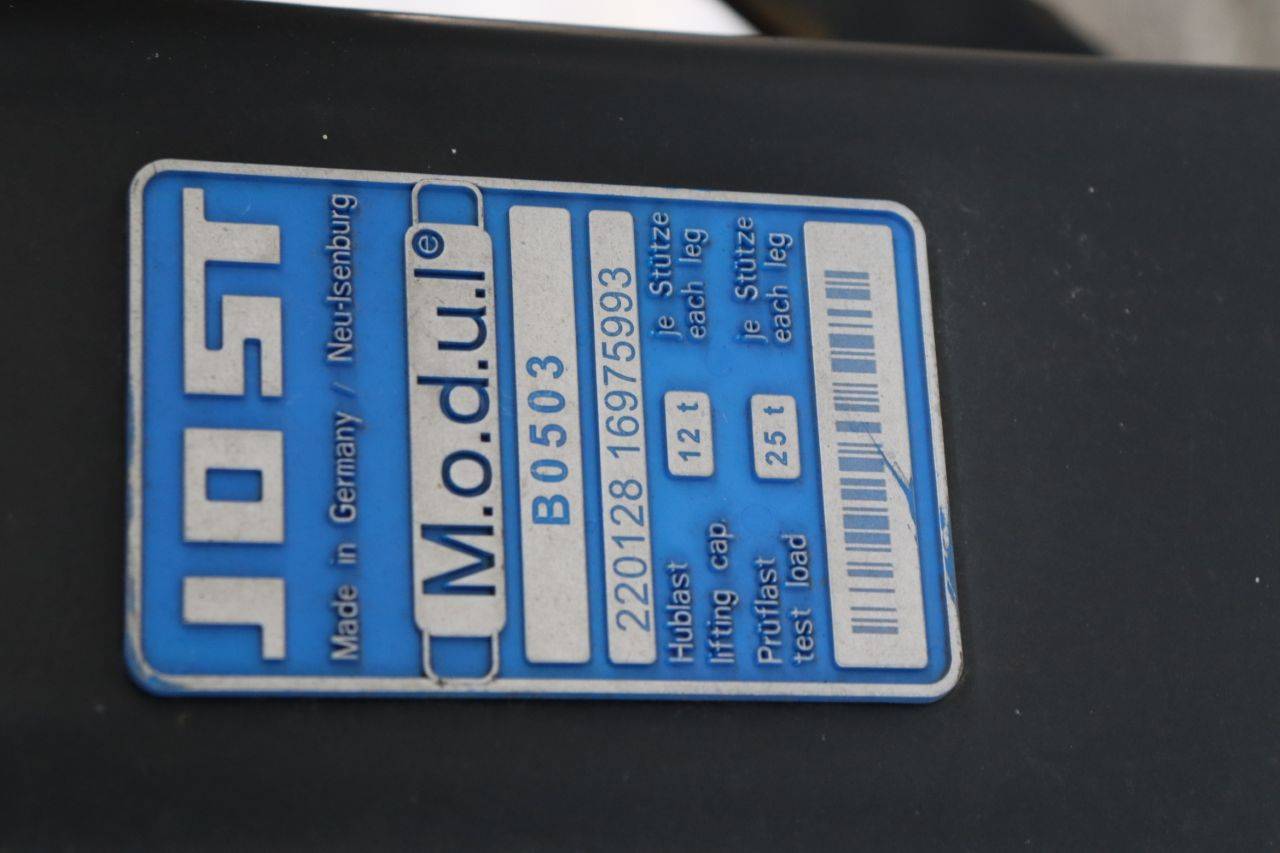 JOST
Made in Germany / Neu-Isenburg
M.o.d.u.l e
B0503
220128 16975993
Hublast 12 t je Stütze
lifting cap. each leg
Prüflast 25 t je Stütze
test load each leg